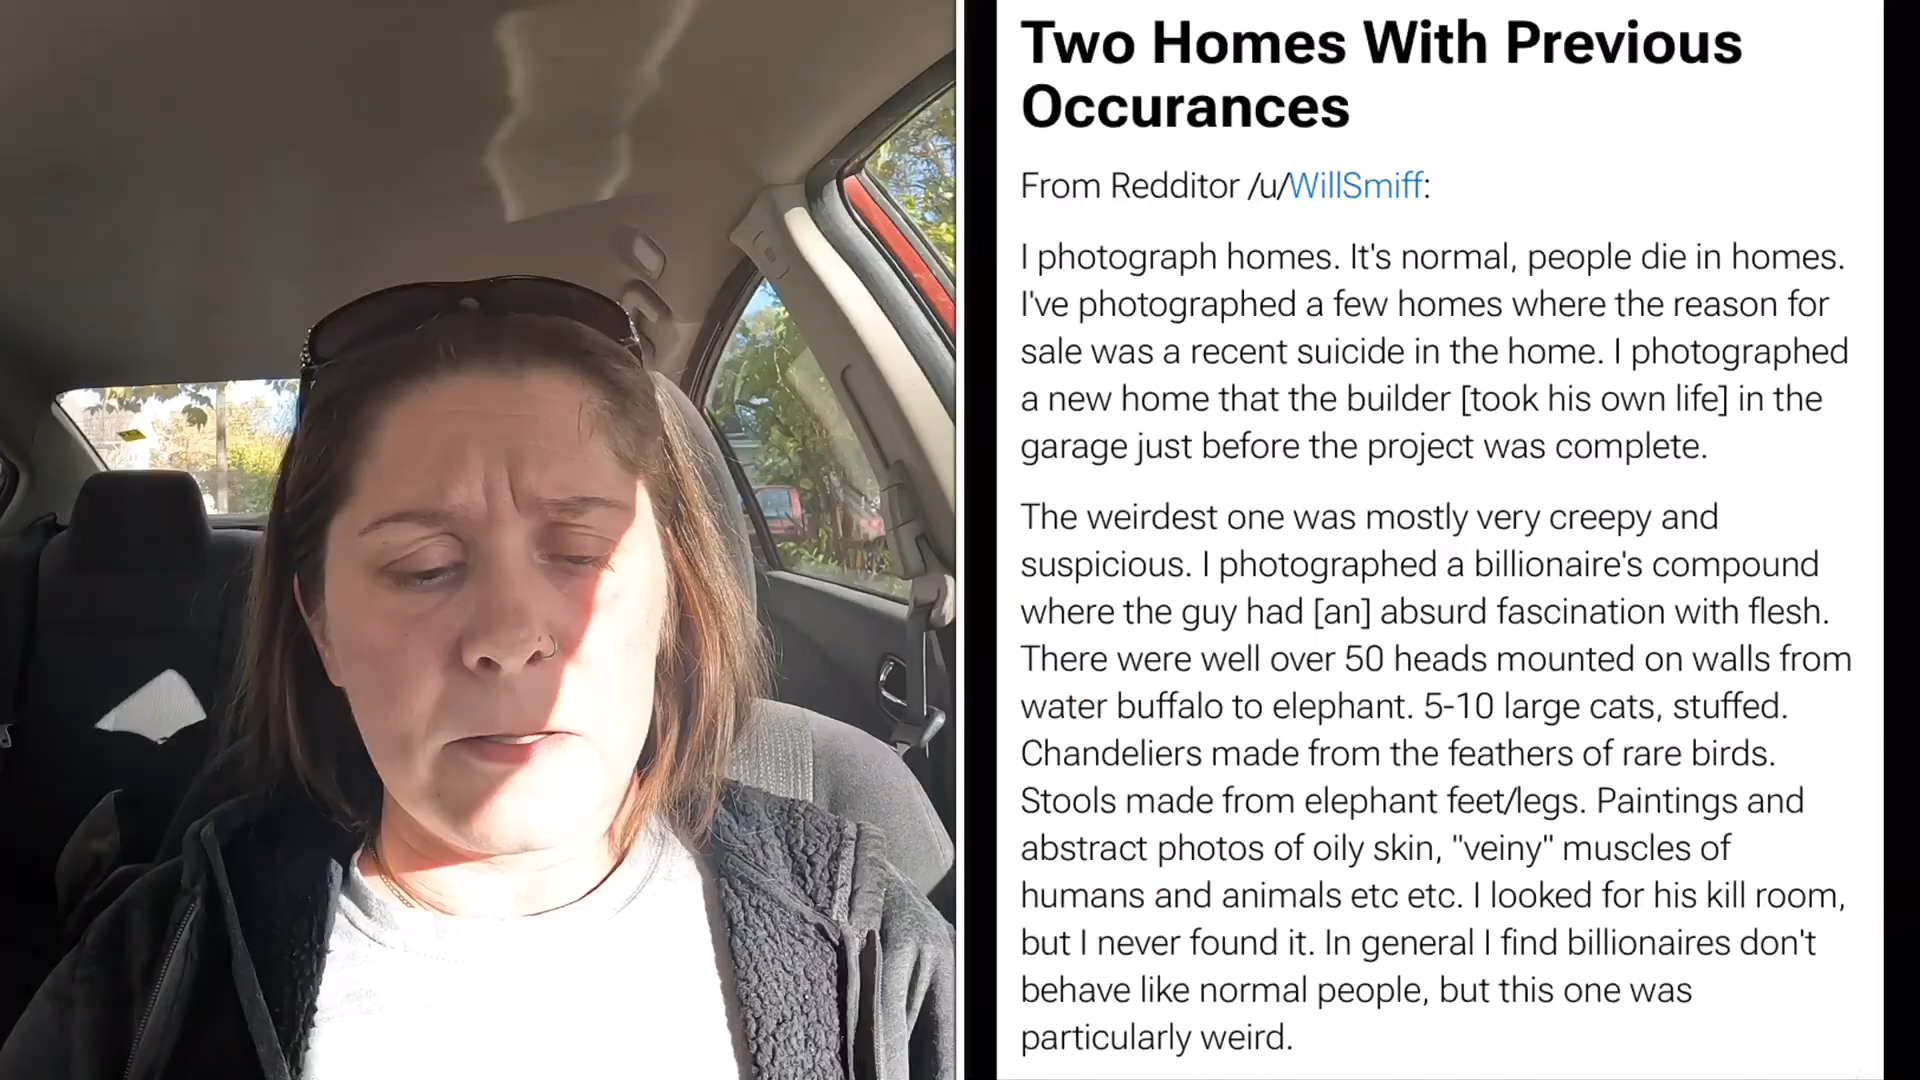 Two Homes With Previous
Occurances
From Redditor /u/WillSmiff:
I photograph homes. It's normal, people die in homes.
I've photographed a few homes where the reason for
sale was a recent suicide in the home. I photographed
a new home that the builder [took his own life] in the
garage just before the project was complete.
The weirdest one was mostly very creepy and
suspicious. I photographed a billionaire's compound
where the guy had [an] absurd fascination with flesh.
There were well over 50 heads mounted on walls from
water buffalo to elephant. 5-10 large cats, stuffed.
Chandeliers made from the feathers of rare birds.
Stools made from elephant feet/legs. Paintings and
abstract photos of oily skin, "veiny" muscles of
humans and animals etc etc. I looked for his kill room,
but I never found it. In general I find billionaires don't
behave like normal people, but this one was
particularly weird.